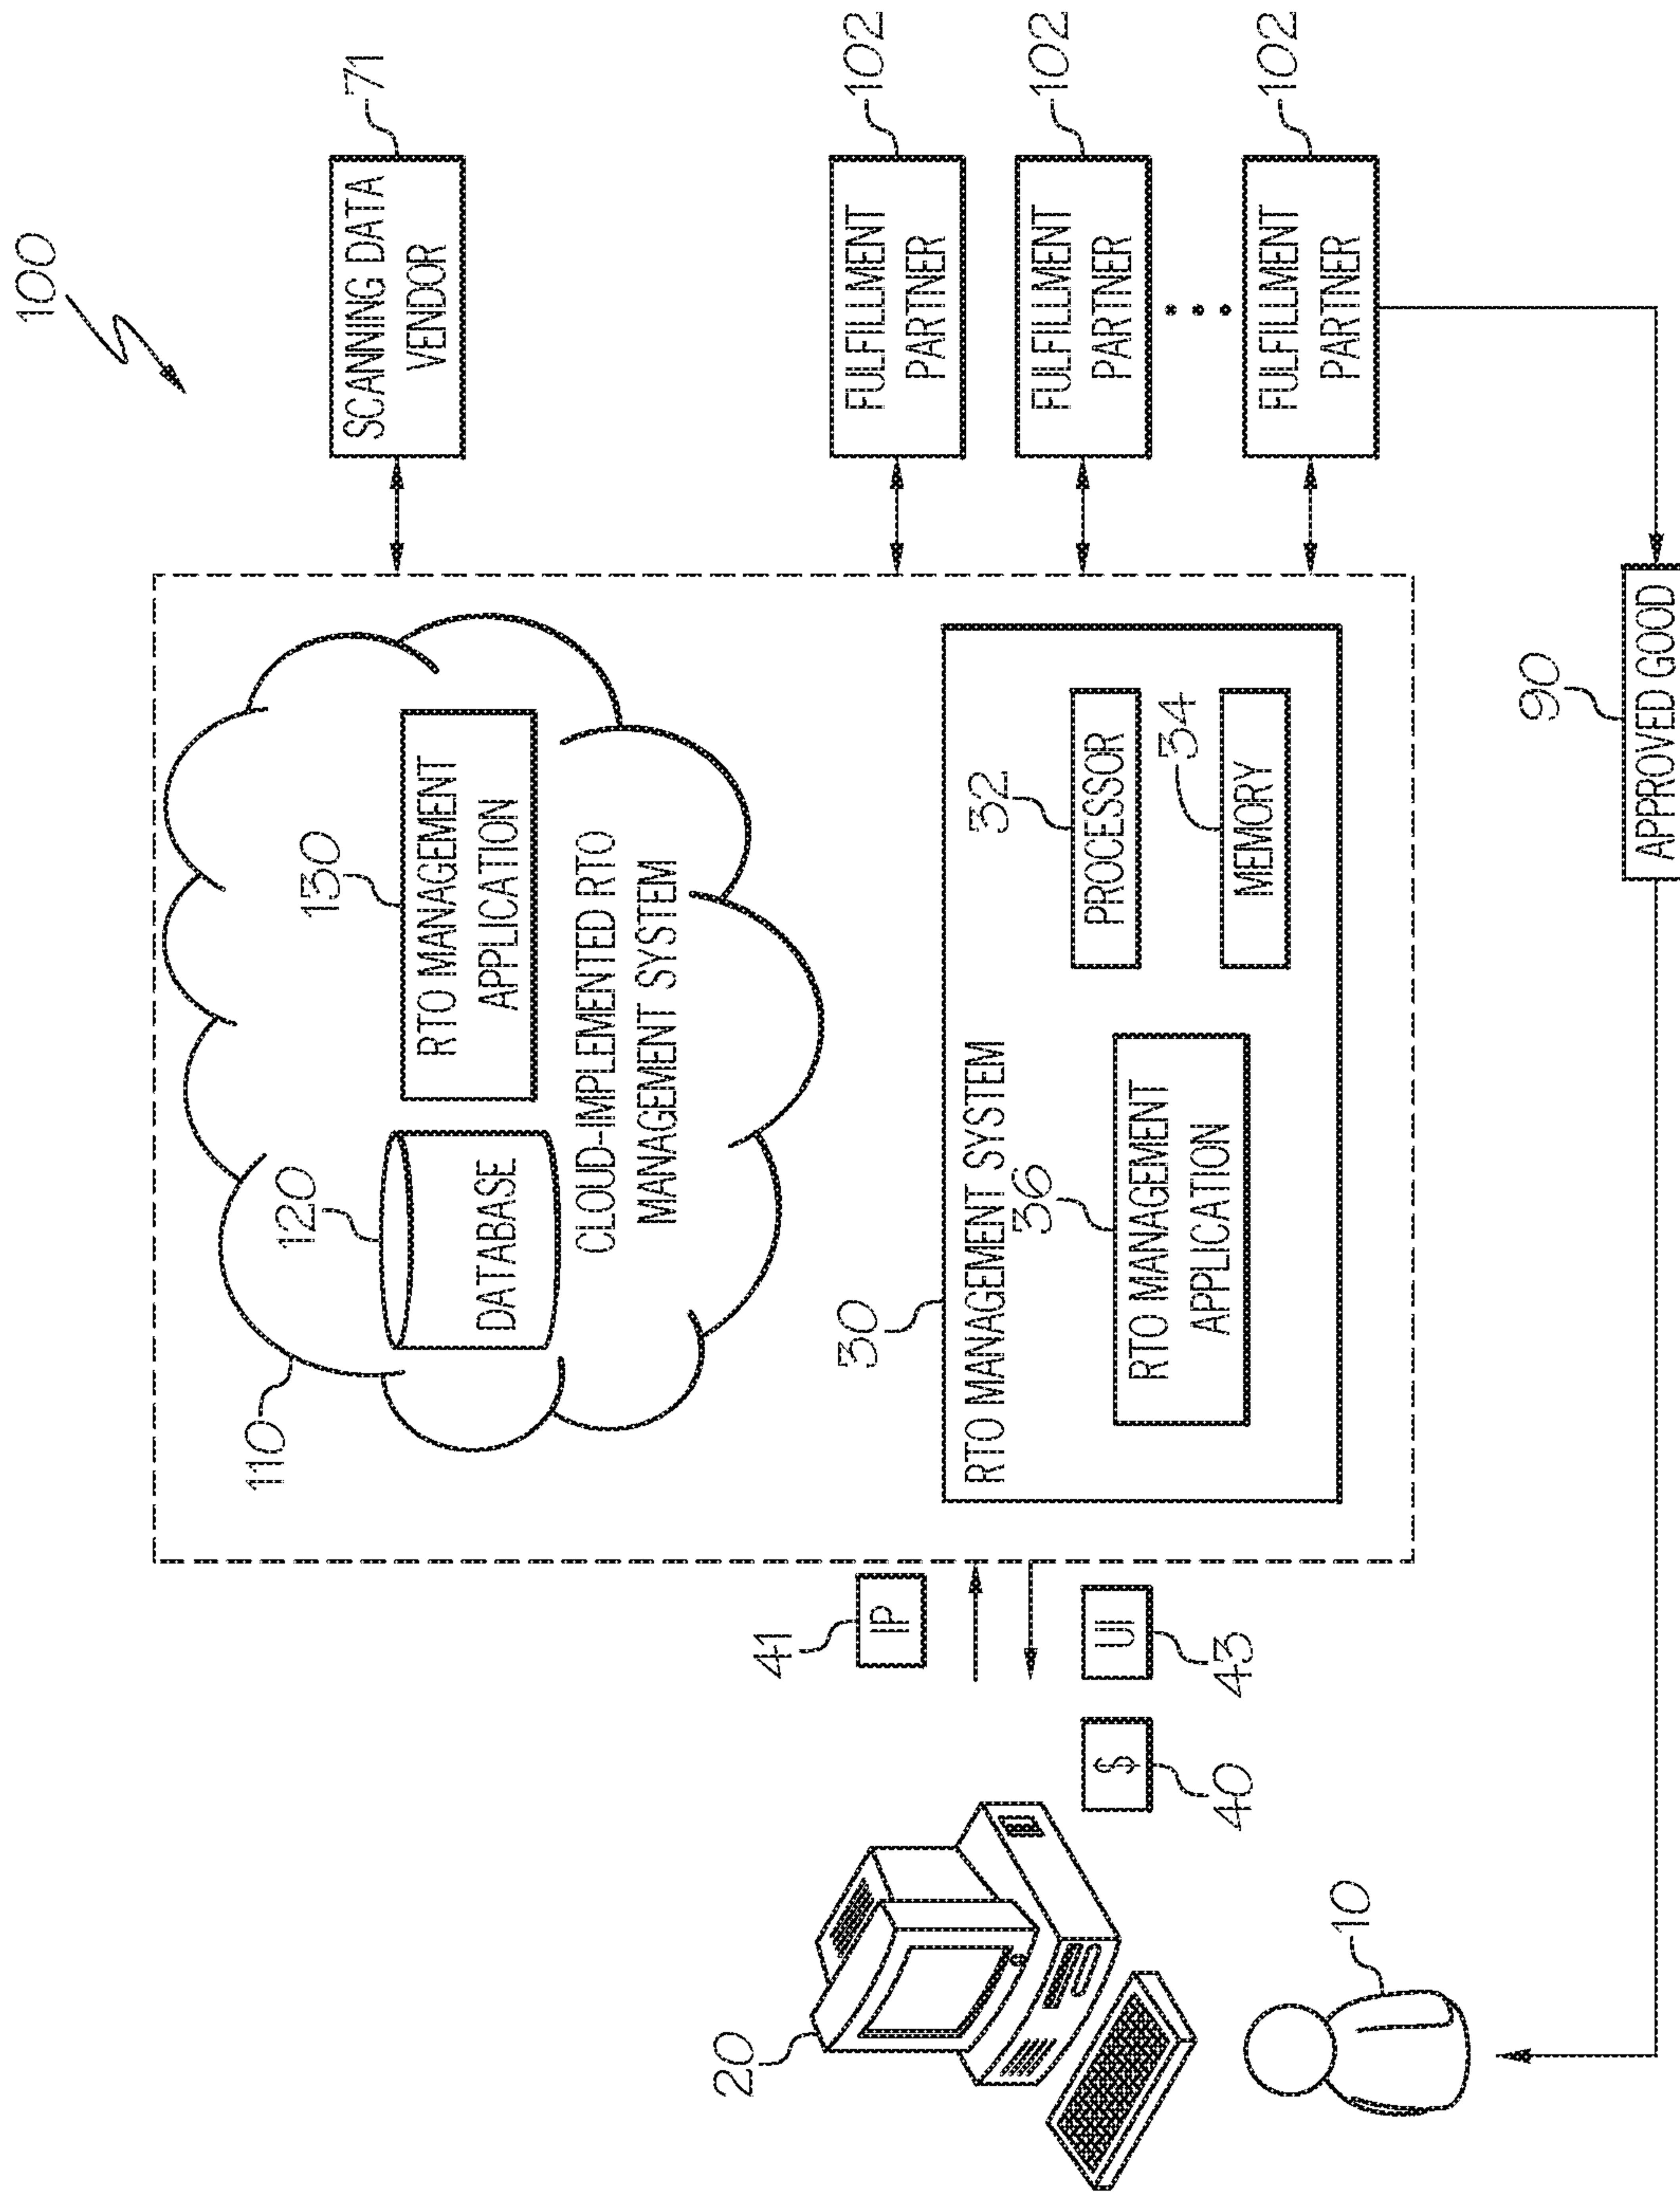 100
110
120
DATABASE
130
RTO MANAGEMENT
APPLICATION
CLOUD-IMPLEMENTED RTO
MANAGEMENT SYSTEM
SCANNING DATA
VENDOR
71
20
41
IP
30
RTO MANAGEMENT SYSTEM
36
RTO MANAGEMENT
APPLICATION
32
PROCESSOR
34
MEMORY
FULFILLMENT
PARTNER
102
FULFILLMENT
PARTNER
102
FULFILLMENT
PARTNER
102
$
40
UI
43
10
90
APPROVED GOOD